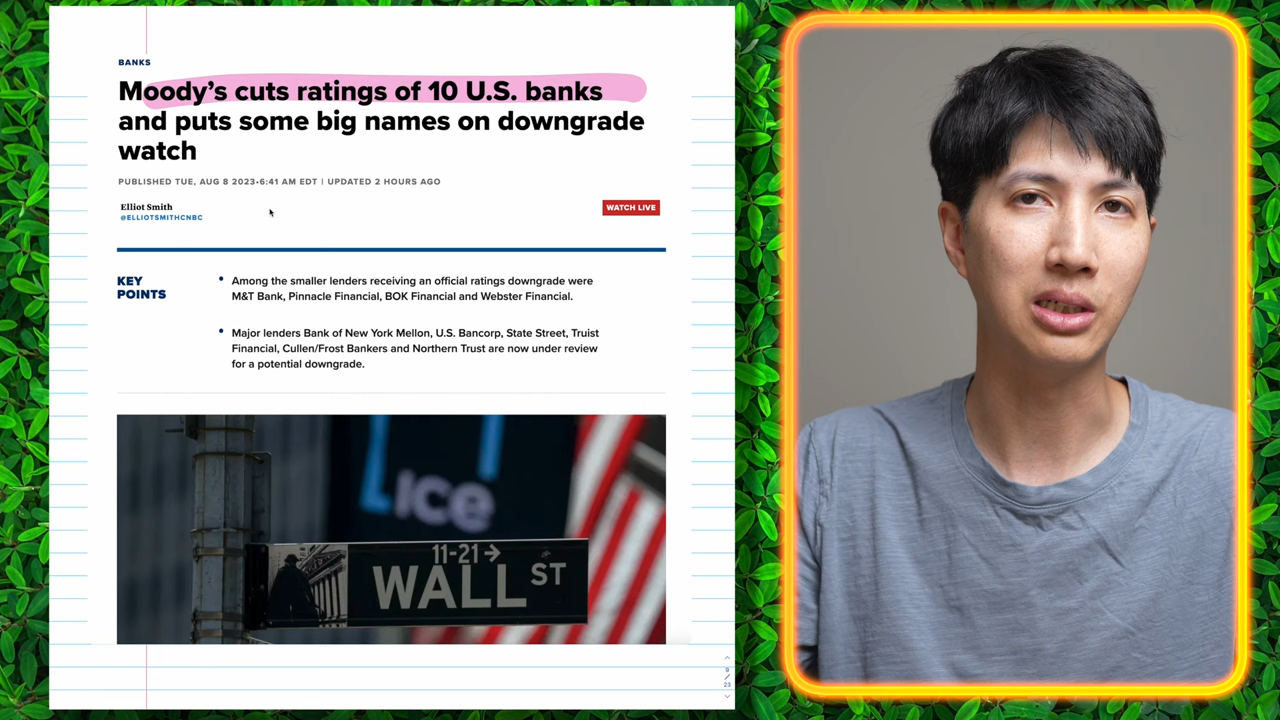 BANKS
Moody's cuts ratings of 10 U.S. banks
and puts some big names on downgrade
watch
PUBLISHED TUE, AUG 8 2023•6:41 AM EDT | UPDATED 2 HOURS AGO
Elliot Smith
@ELLIOTSMITHCNBC
WATCH LIVE
KEY
POINTS
• Among the smaller lenders receiving an official ratings downgrade were
M&T Bank, Pinnacle Financial, BOK Financial and Webster Financial.
• Major lenders Bank of New York Mellon, U.S. Bancorp, State Street, Truist
Financial, Cullen/Frost Bankers and Northern Trust are now under review
for a potential downgrade.
ice
11-21→
WALL ST
9
/
23